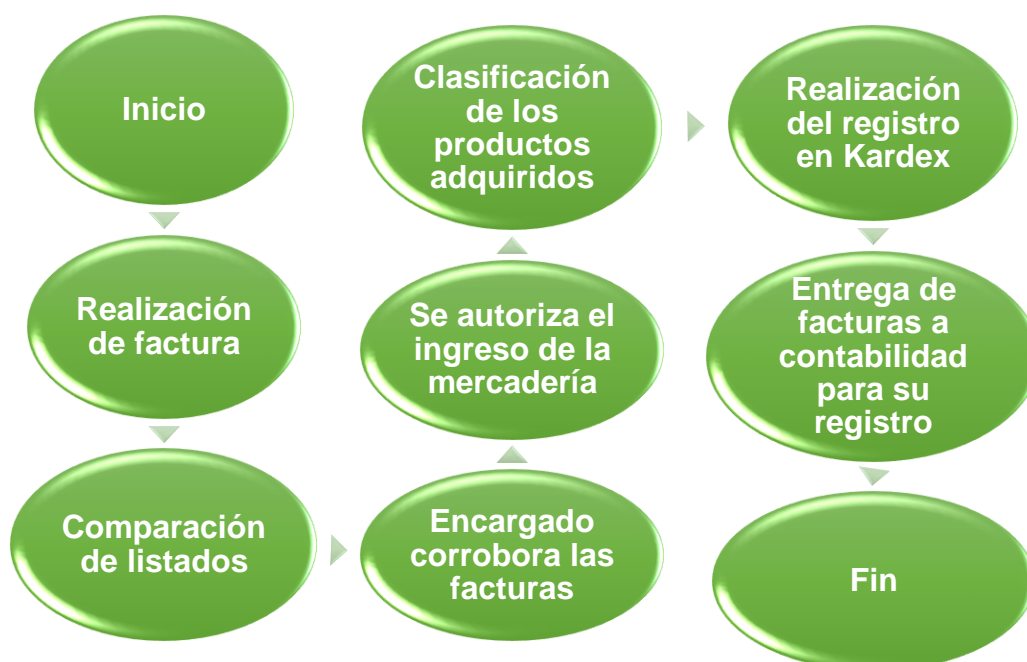 Inicio
Realización
de factura
Comparación
de listados
Encargado
corrobora las
facturas
Se autoriza el
ingreso de la
mercadería
Clasificación
de los
productos
adquiridos
Realización
del registro
en Kardex
Entrega de
facturas a
contabilidad
para su
registro
Fin